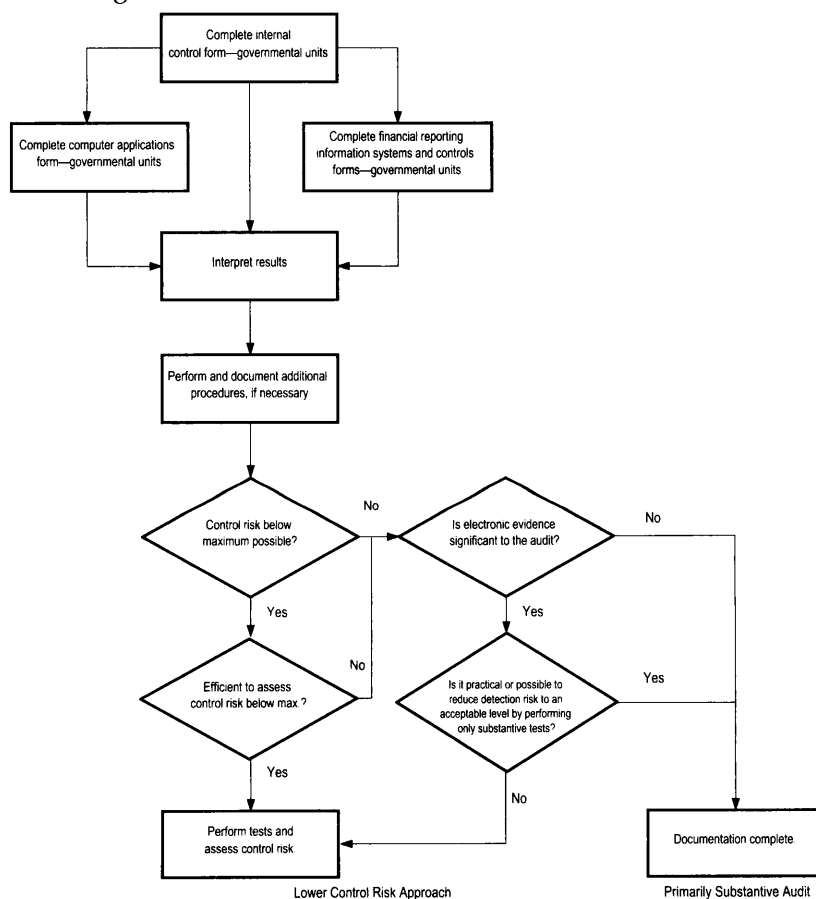 Complete internal
control form—governmental units
Complete computer applications
form—governmental units
Complete financial reporting
information systems and controls
forms—governmental units
Interpret results
Perform and document additional
procedures, if necessary
Control risk below
maximum possible?
No
Is electronic evidence
significant to the audit?
No
Yes
Yes
Efficient to assess
control risk below max.?
No
Is it practical or possible to
reduce detection risk to an
acceptable level by performing
only substantive tests?
Yes
Yes
No
Perform tests and
assess control risk
Documentation complete
Lower Control Risk Approach
Primarily Substantive Audit